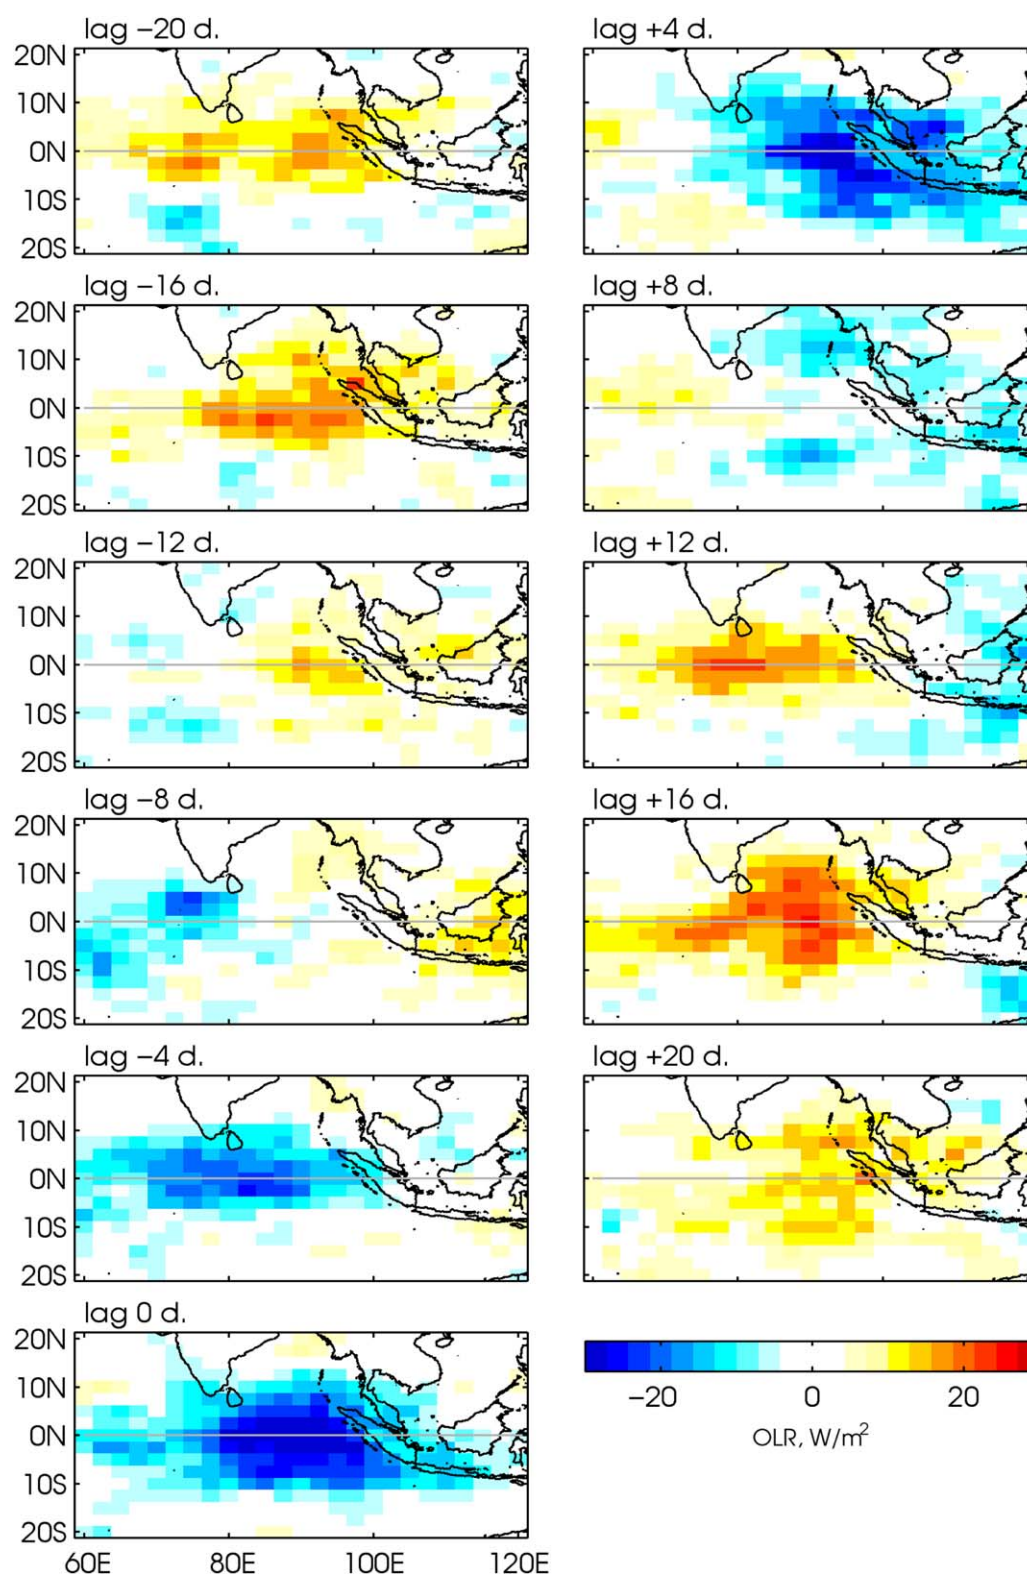 lag −20 d.
20N
10N
0N
10S
20S
lag −16 d.
20N
10N
0N
10S
20S
lag −12 d.
20N
10N
0N
10S
20S
lag −8 d.
20N
10N
0N
10S
20S
lag −4 d.
20N
10N
0N
10S
20S
lag 0 d.
20N
10N
0N
10S
20S
60E 80E 100E 120E
lag +4 d.
lag +8 d.
lag +12 d.
lag +16 d.
lag +20 d.
−20 0 20
OLR, W/m²